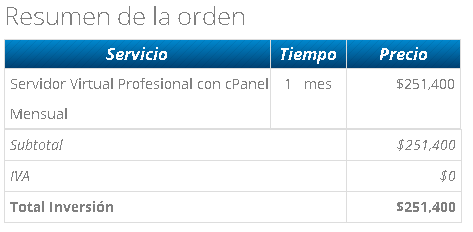 Resumen de la orden
Servicio Tiempo Precio
Servidor Virtual Profesional con cPanel 1 mes $251,400
Mensual
Subtotal $251,400
IVA $0
Total Inversión $251,400